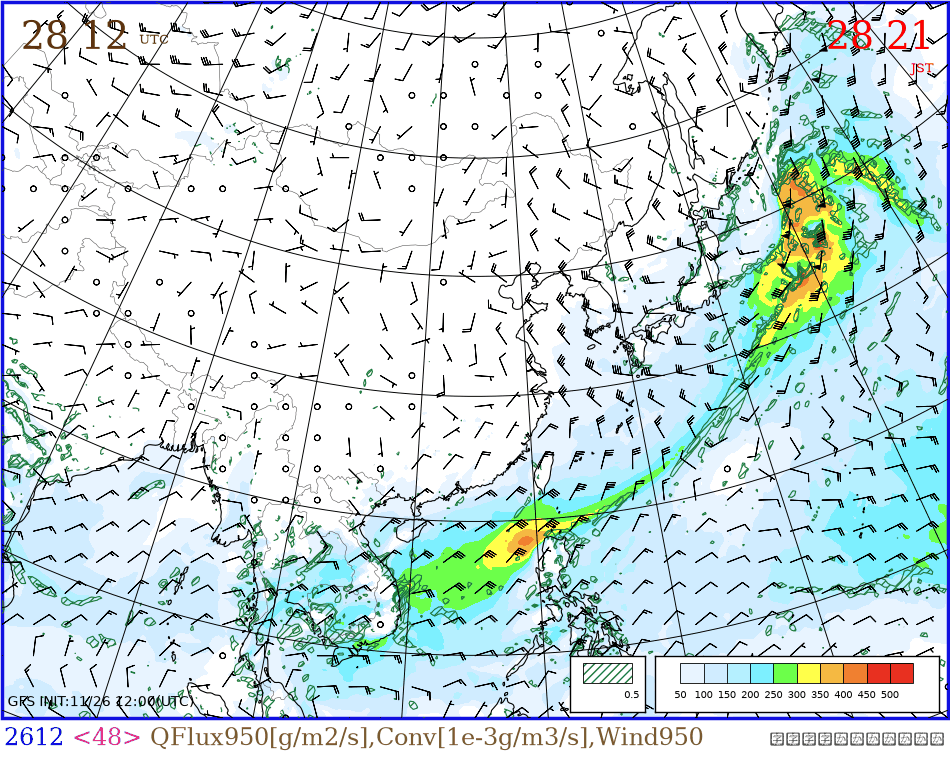 28 12 UTC
28 21
JST
0.5
50 100 150 200 250 300 350 400 450 500
GPS INIT:11/26 12:00(UTC)
2612 <48> QFlux950[g/m2/s],Conv[1e-3g/m3/s],Wind950